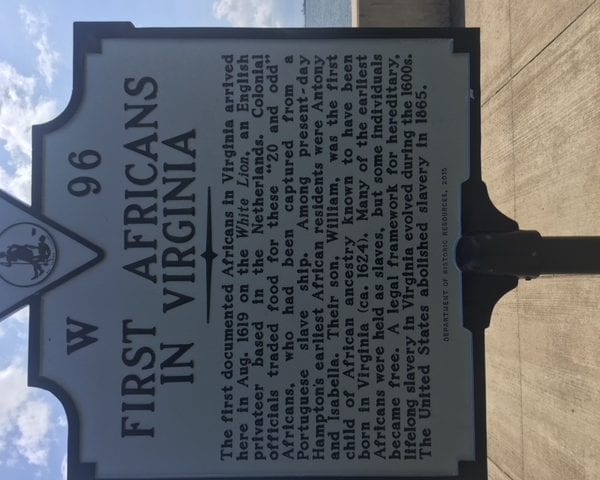 W 96
FIRST AFRICANS
IN VIRGINIA
The first documented Africans in Virginia arrived
here in Aug. 1619 on the White Lion, an English
privateer based in the Netherlands. Colonial
officials traded food for these “20 and odd”
Africans, who had been captured from a
Portuguese slave ship. Among present-day
Hampton's earliest African residents were Antony
and Isabella. Their son, William, was the first
child of African ancestry known to have been
born in Virginia (ca. 1624). Many of the earliest
Africans were held as slaves, but some individuals
became free. A legal framework for hereditary,
lifelong slavery in Virginia evolved during the 1600s.
The United States abolished slavery in 1865.
DEPARTMENT OF HISTORIC RESOURCES, 2015